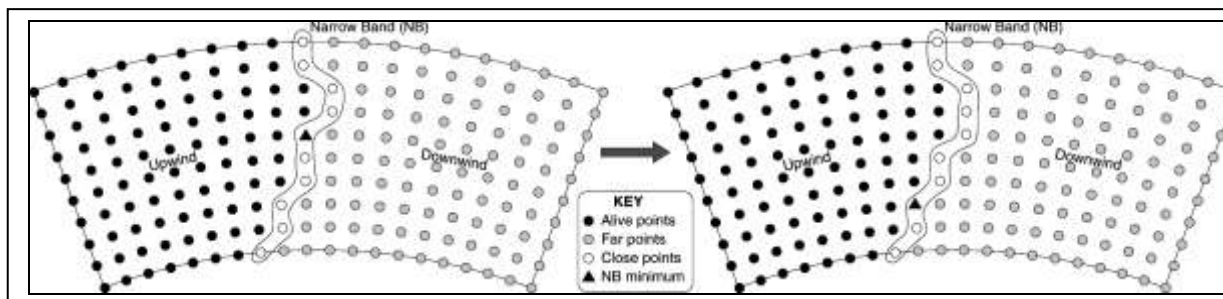 Narrow Band (NB)
Upwind
Downwind
KEY
Alive points
Far points
Close points
NB minimum
Narrow Band (NB)
Upwind
Downwind